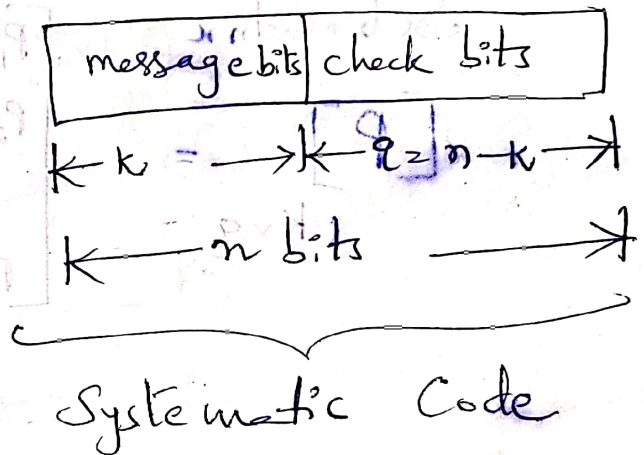 message bits check bits
k q = n-k
n bits
Systematic Code